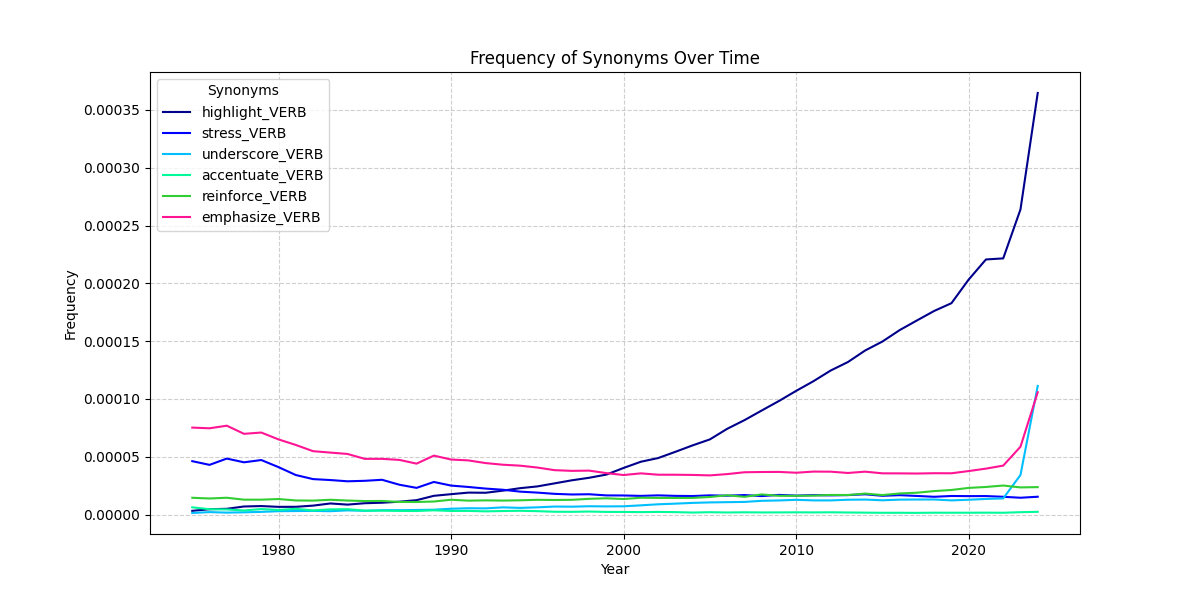 Frequency of Synonyms Over Time
Synonyms
highlight_VERB
stress_VERB
underscore_VERB
accentuate_VERB
reinforce_VERB
emphasize_VERB
0.00035
0.00030
0.00025
0.00020
0.00015
0.00010
0.00005
0.00000
Frequency
1980 1990 2000 2010 2020
Year